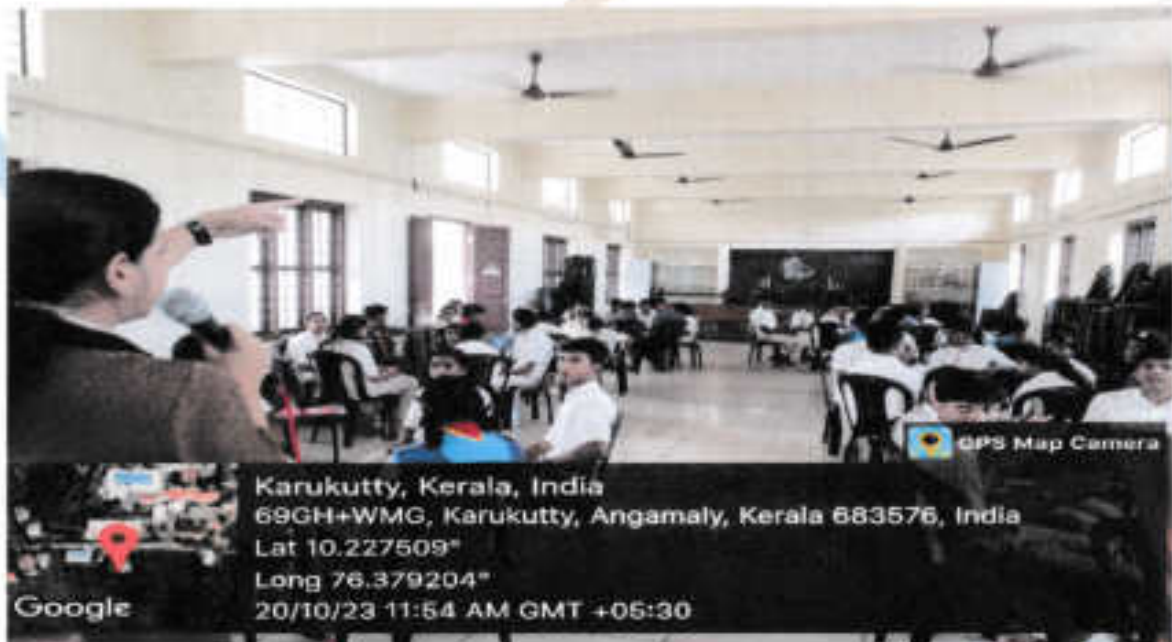 GPS Map Camera
Karukutty, Kerala, India
69GH+WMG, Karukutty, Angamaly, Kerala 683576, India
Lat 10.227509°
Long 76.379204°
20/10/23 11:54 AM GMT +05:30
Google